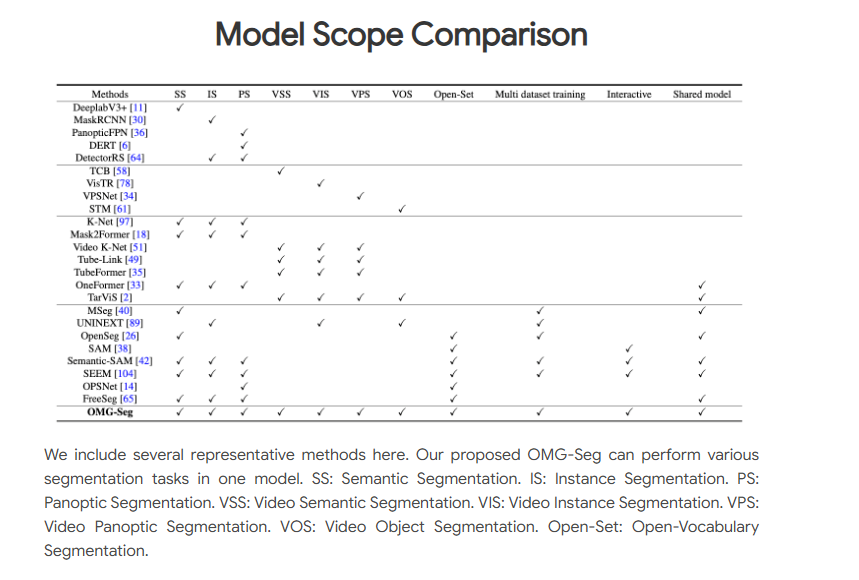 Model Scope Comparison
Methods SS IS PS VSS VIS VPS VOS Open-Set Multi dataset training Interactive Shared model
DeeplabV3+ [11] ✓
MaskRCNN [30] ✓
PanopticFPN [36] ✓
DERT [6] ✓
DetectorRS [64] ✓ ✓
TCB [58] ✓
VisTR [78] ✓
VPSNet [34] ✓
STM [61] ✓
K-Net [97] ✓ ✓ ✓
Mask2Former [18] ✓ ✓ ✓
Video K-Net [51] ✓ ✓ ✓
Tube-Link [49] ✓ ✓ ✓
TubeFormer [35] ✓ ✓ ✓
OneFormer [33] ✓ ✓ ✓ ✓
TarViS [2] ✓ ✓ ✓ ✓ ✓
MSeg [40] ✓ ✓ ✓
UNINEXT [89] ✓ ✓ ✓ ✓
OpenSeg [26] ✓ ✓ ✓ ✓
SAM [38] ✓ ✓
Semantic-SAM [42] ✓ ✓ ✓ ✓ ✓ ✓ ✓
SEEM [104] ✓ ✓ ✓ ✓ ✓ ✓ ✓
OPSNet [14] ✓ ✓
FreeSeg [65] ✓ ✓ ✓ ✓ ✓
OMG-Seg ✓ ✓ ✓ ✓ ✓ ✓ ✓ ✓ ✓ ✓ ✓
We include several representative methods here. Our proposed OMG-Seg can perform various
segmentation tasks in one model. SS: Semantic Segmentation. IS: Instance Segmentation. PS:
Panoptic Segmentation. VSS: Video Semantic Segmentation. VIS: Video Instance Segmentation. VPS:
Video Panoptic Segmentation. VOS: Video Object Segmentation. Open-Set: Open-Vocabulary
Segmentation.